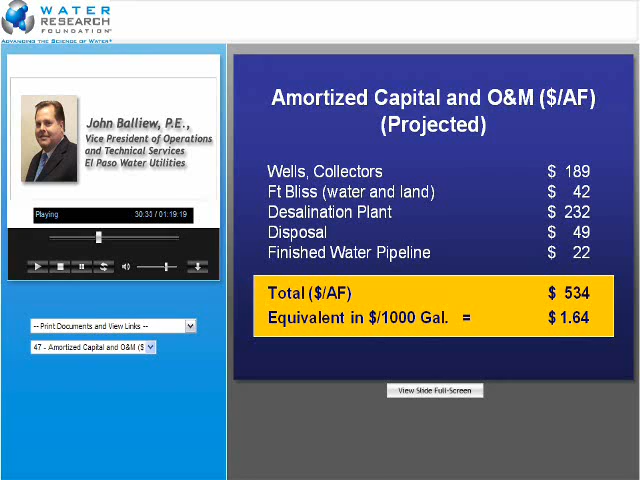 WATER
RESEARCH
FOUNDATION
ADVANCING THE SCIENCE OF WATER
John Balliew, P.E.,
Vice President of Operations
and Technical Services
El Paso Water Utilities
Playing 30:33 / 01:19:19
-- Print Documents and View Links --
47 - Amortized Capital and O&M ($
Amortized Capital and O&M ($/AF)
(Projected)
Wells, Collectors $ 189
Ft Bliss (water and land) $ 42
Desalination Plant $ 232
Disposal $ 49
Finished Water Pipeline $ 22
Total ($/AF) $ 534
Equivalent in $/1000 Gal. = $ 1.64
View Slide Full-Screen